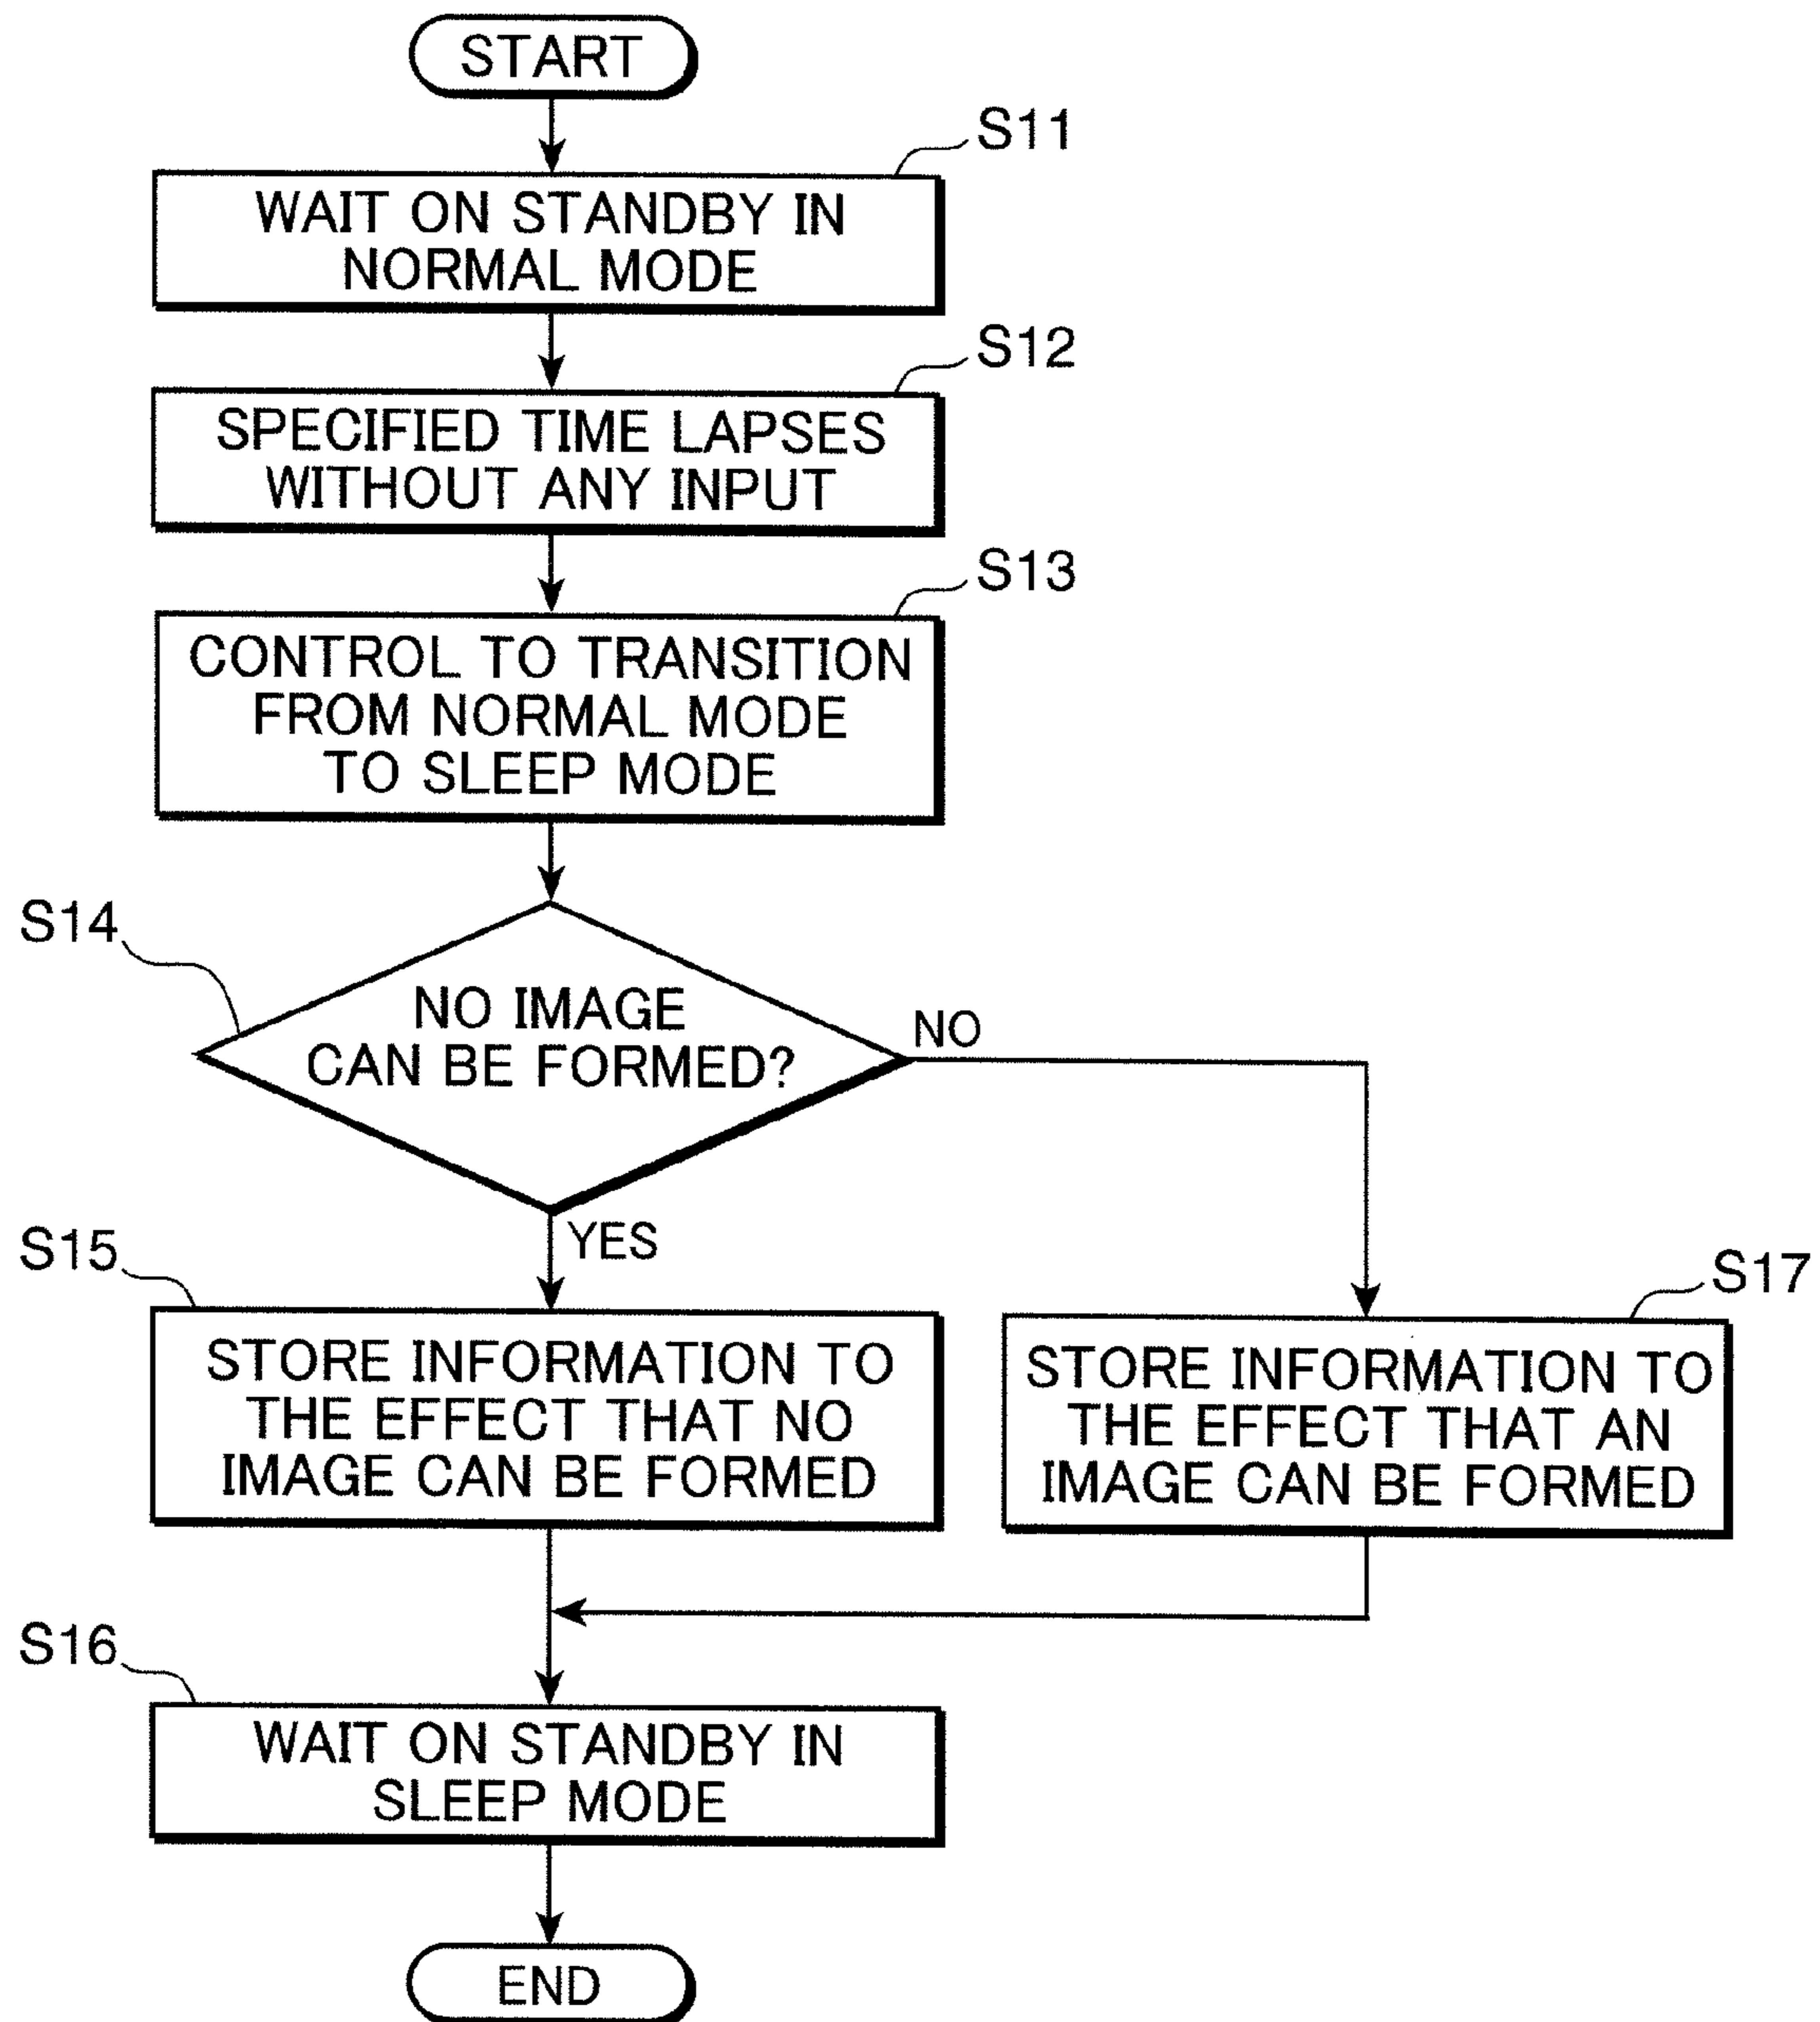 START
S11
WAIT ON STANDBY IN
NORMAL MODE
S12
SPECIFIED TIME LAPSES
WITHOUT ANY INPUT
S13
CONTROL TO TRANSITION
FROM NORMAL MODE
TO SLEEP MODE
S14
NO IMAGE
CAN BE FORMED?
NO
YES
S15
STORE INFORMATION TO
THE EFFECT THAT NO
IMAGE CAN BE FORMED
S17
STORE INFORMATION TO
THE EFFECT THAT AN
IMAGE CAN BE FORMED
S16
WAIT ON STANDBY IN
SLEEP MODE
END